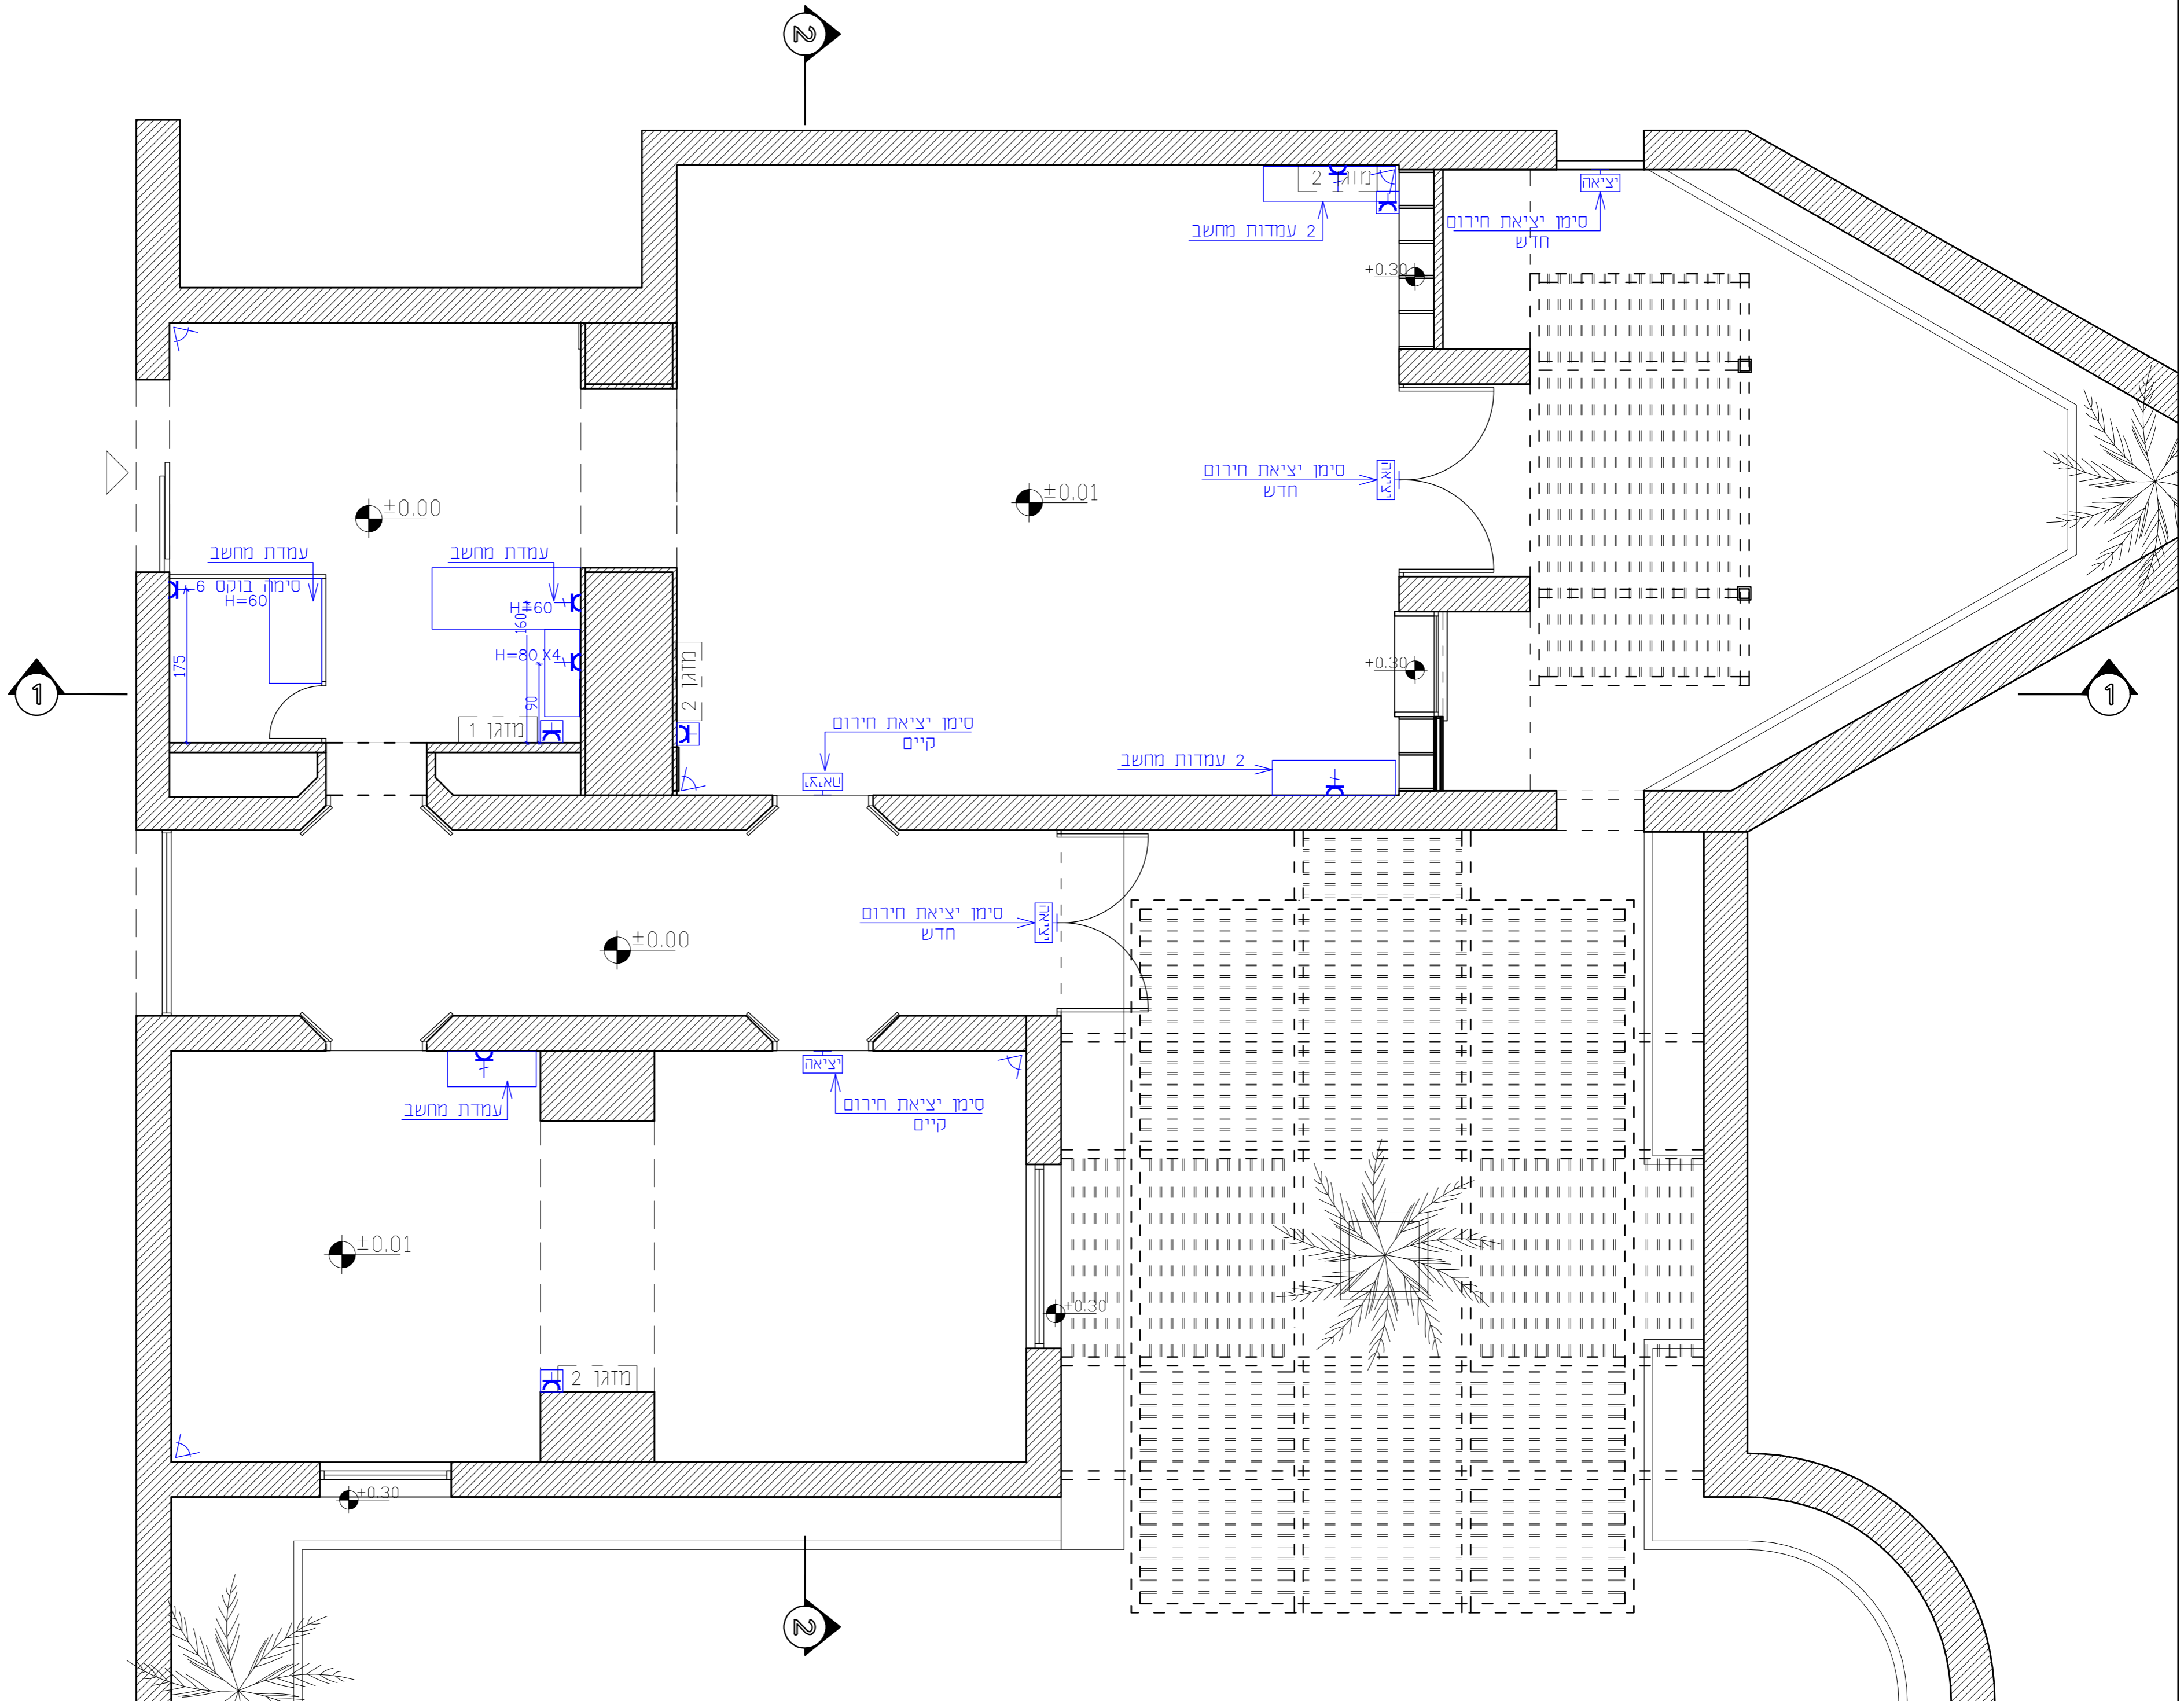 2
מזגן 2
יציאה
סימן יציאת חירום
חדש
2 עמדות מחשב
+0.30
סימן יציאת חירום
חדש
יציאה
±0.01
±0.00
עמדת מחשב
עמדת מחשב
סימה בוקס 6
H=60
H=60
160
H=80 X4
175
90
מזגן 1
מזגן 2
+0.30
1
1
סימן יציאת חירום
קיים
יציאה
2 עמדות מחשב
סימן יציאת חירום
חדש
יציאה
±0.00
יציאה
סימן יציאת חירום
קיים
עמדת מחשב
±0.01
+0.30
מזגן 2
+0.30
2